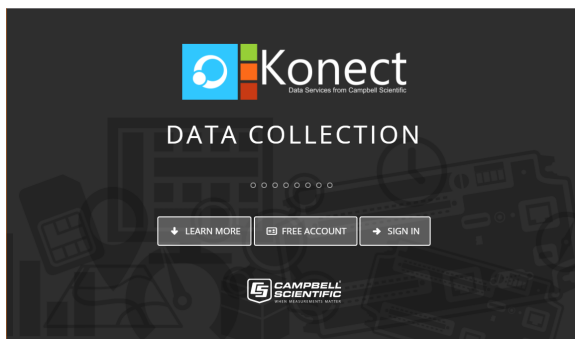 Konect
Data Services from Campbell Scientific
DATA COLLECTION
LEARN MORE
FREE ACCOUNT
SIGN IN
CAMPBELL
SCIENTIFIC
WHEN MEASUREMENTS MATTER